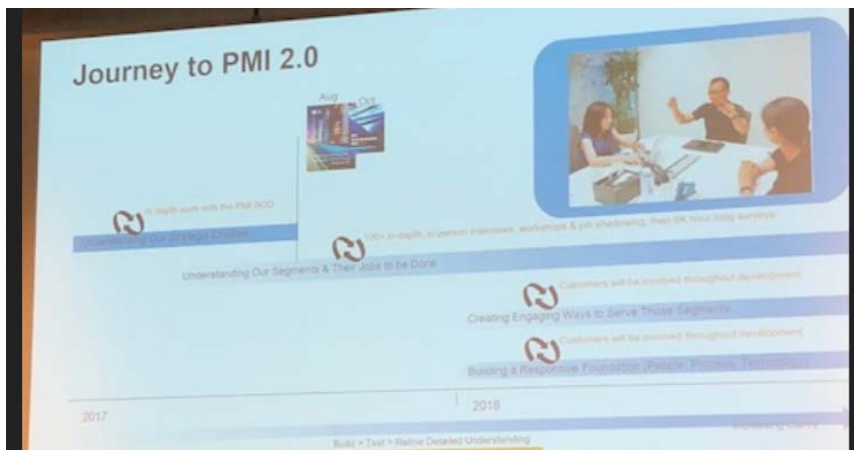 Journey to PMI 2.0
Aug
Oct
In-depth work with the PMI BOD
Understanding Our Strategic Choices
100+ in-depth, in-person interviews, workshops & job shadowing, then 6K hour-long surveys
Understanding Our Segments & Their Jobs to be Done
Customers will be involved throughout development
Creating Engaging Ways to Serve Those Segments
Customers will be involved throughout development
Building a Responsive Foundation (People, Process, Technology)
2017
2018
Increasing Clarity
Build > Test > Refine Detailed Understanding